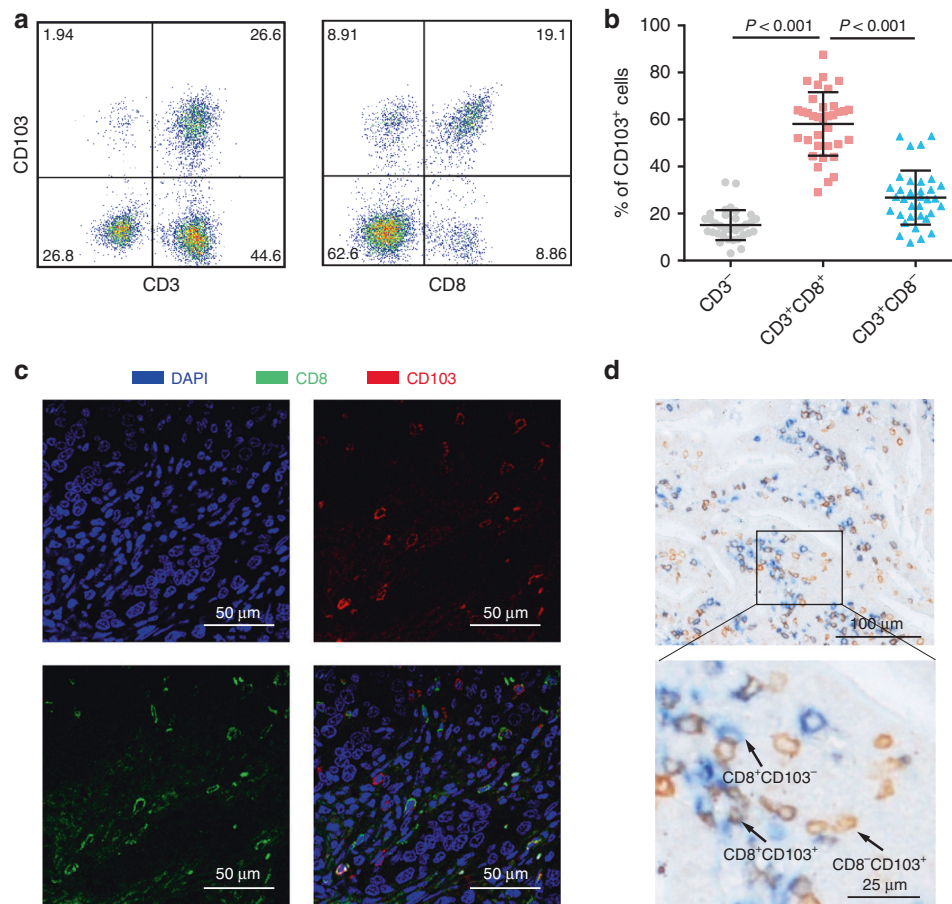 a
1.94
26.6
8.91
19.1
CD103
26.8
44.6
62.6
8.86
CD3
CD8
b
P < 0.001
P < 0.001
% of CD103⁺ cells
100
80
60
40
20
0
CD3⁻
CD3⁺CD8⁺
CD3⁺CD8⁻
c
DAPI
CD8
CD103
50 μm
50 μm
50 μm
50 μm
d
100 μm
CD8⁺CD103⁻
CD8⁺CD103⁺
CD8⁻CD103⁺
25 μm